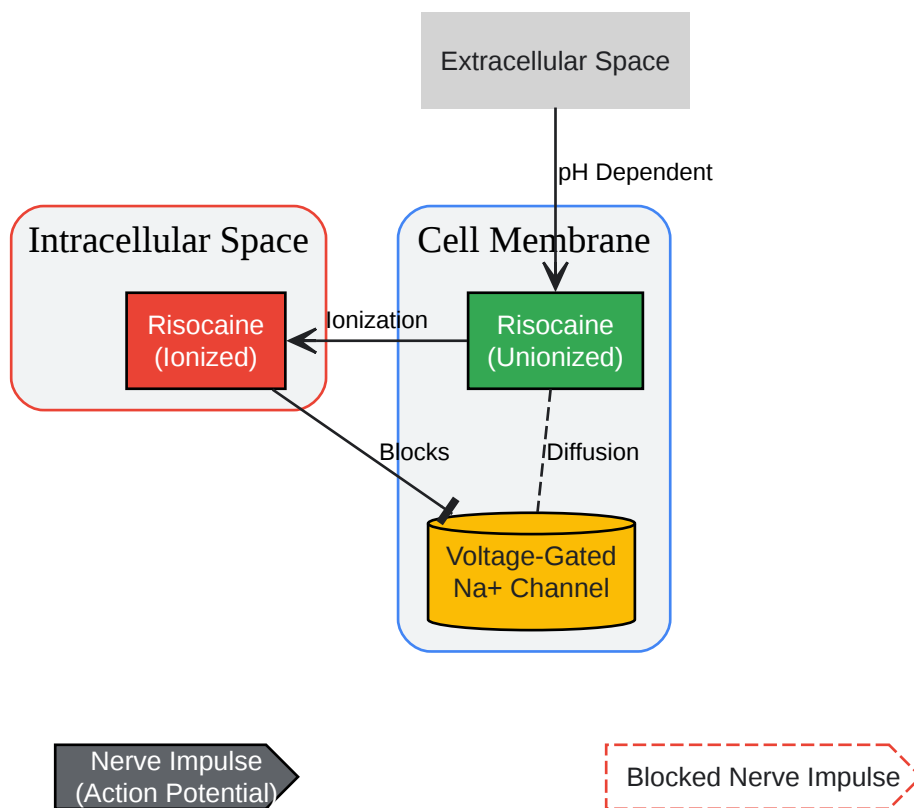 Extracellular Space
pH Dependent
Intracellular Space
Cell Membrane
Risocaine
(Ionized)
Ionization
Risocaine
(Unionized)
Blocks
Diffusion
Voltage-Gated
Na+ Channel
Nerve Impulse
(Action Potential)
Blocked Nerve Impulse